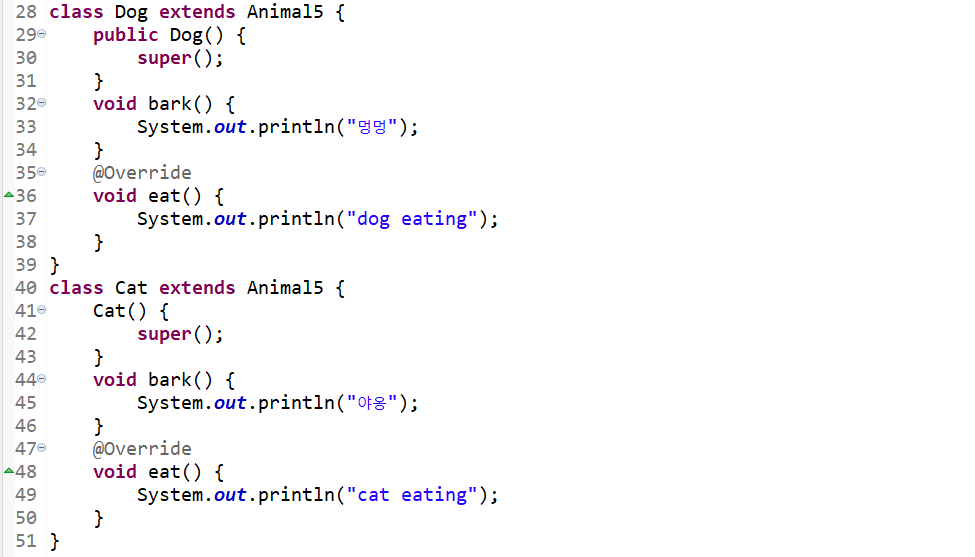 28 class Dog extends Animal5 {
29 public Dog() {
30 super();
31 }
32 void bark() {
33 System.out.println("멍멍");
34 }
35 @Override
36 void eat() {
37 System.out.println("dog eating");
38 }
39 }
40 class Cat extends Animal5 {
41 Cat() {
42 super();
43 }
44 void bark() {
45 System.out.println("야옹");
46 }
47 @Override
48 void eat() {
49 System.out.println("cat eating");
50 }
51 }